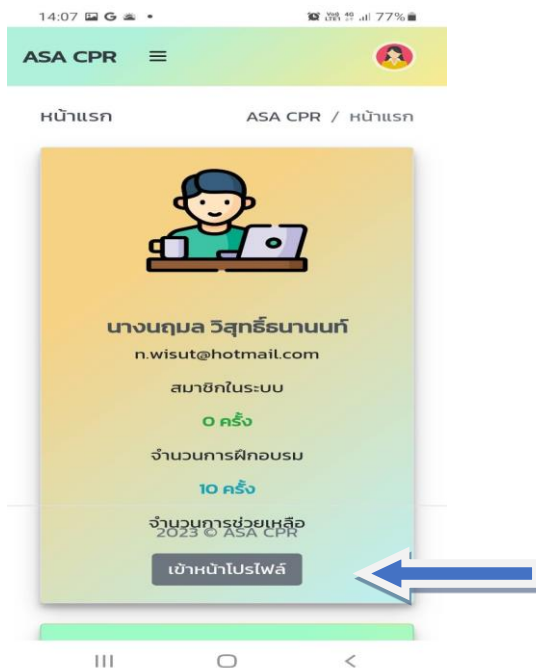 14:07 G
77%
ASA CPR
หน้าแรก ASA CPR / หน้าแรก
นางนฤมล วิสุทธิ์ธนานนท์
n.wisut@hotmail.com
สมาชิกในระบบ
0 ครั้ง
จำนวนการฝึกอบรม
10 ครั้ง
จำนวนการช่วยเหลือ
2023 © ASA CPR
เข้าหน้าโปรไฟล์